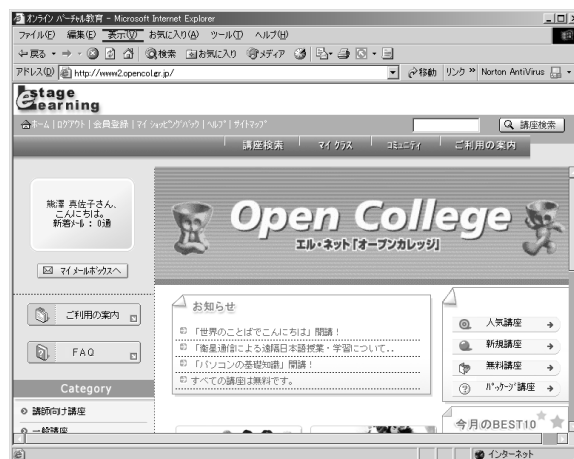 オンライン バーチャル教育 - Microsoft Internet Explorer
ファイル(F) 編集(E) 表示(V) お気に入り(A) ツール(T) ヘルプ(H)
戻る 検索 お気に入り メディア
アドレス(D) http://www2.opencol.gr.jp/ 移動 リンク » Norton AntiVirus
estage
Learning
ホーム | ログアウト | 会員登録 | マイ ショッピングバック | ヘルプ | サイトマップ
講座検索
講座検索 マイ クラス コミュニティ ご利用の案内
熊澤 真佐子さん、
こんにちは。
新着メール : 0通
マイ メールボックスへ
ご利用の案内
FAQ
Category
講師向け講座
一般講座
Open College
エル・ネット「オープンカレッジ」
お知らせ
「世界のことばでこんにちは」開講！
「衛星通信による遠隔日本語授業・学習について..
「パソコンの基礎知識」開講！
すべての講座は無料です。
人気講座
新規講座
無料講座
パッケージ講座
今月のBEST10
インターネット